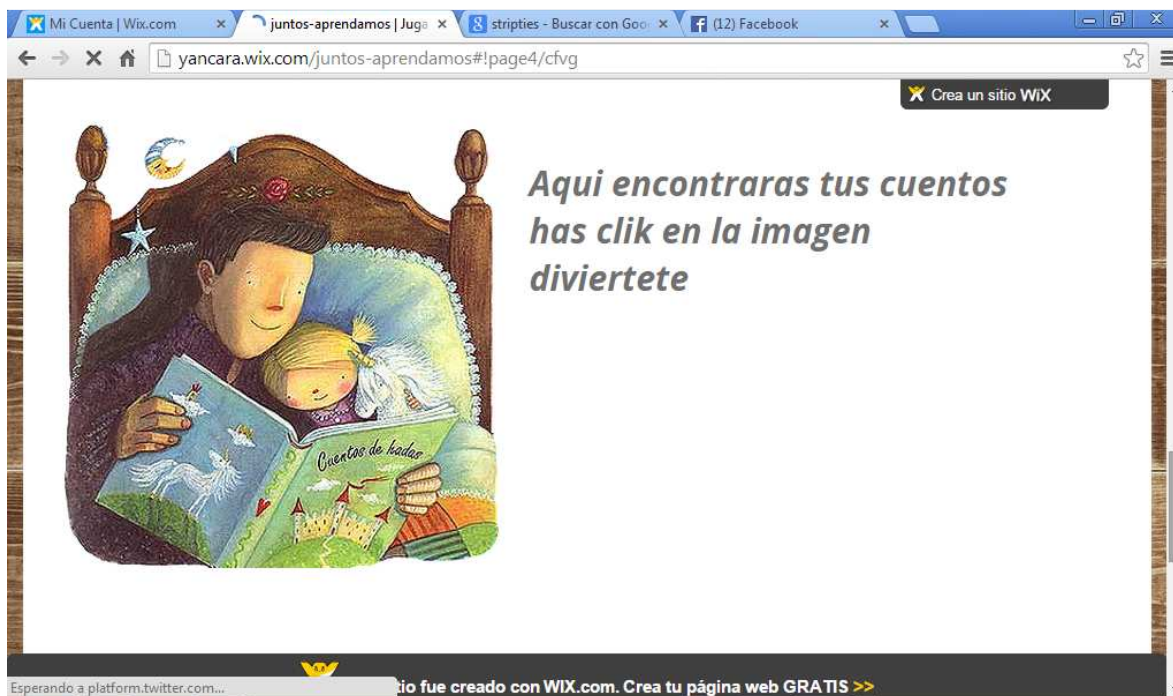 Mi Cuenta | Wix.com
juntos-aprendamos | Juga
stripties - Buscar con Goo
(12) Facebook
yancara.wix.com/juntos-aprendamos#!page4/cfvg
Crea un sitio WiX
Aqui encontraras tus cuentos
has clik en la imagen
diviertete
Cuentos de hadas
Esperando a platform.twitter.com...
tio fue creado con WIX.com. Crea tu página web GRATIS >>